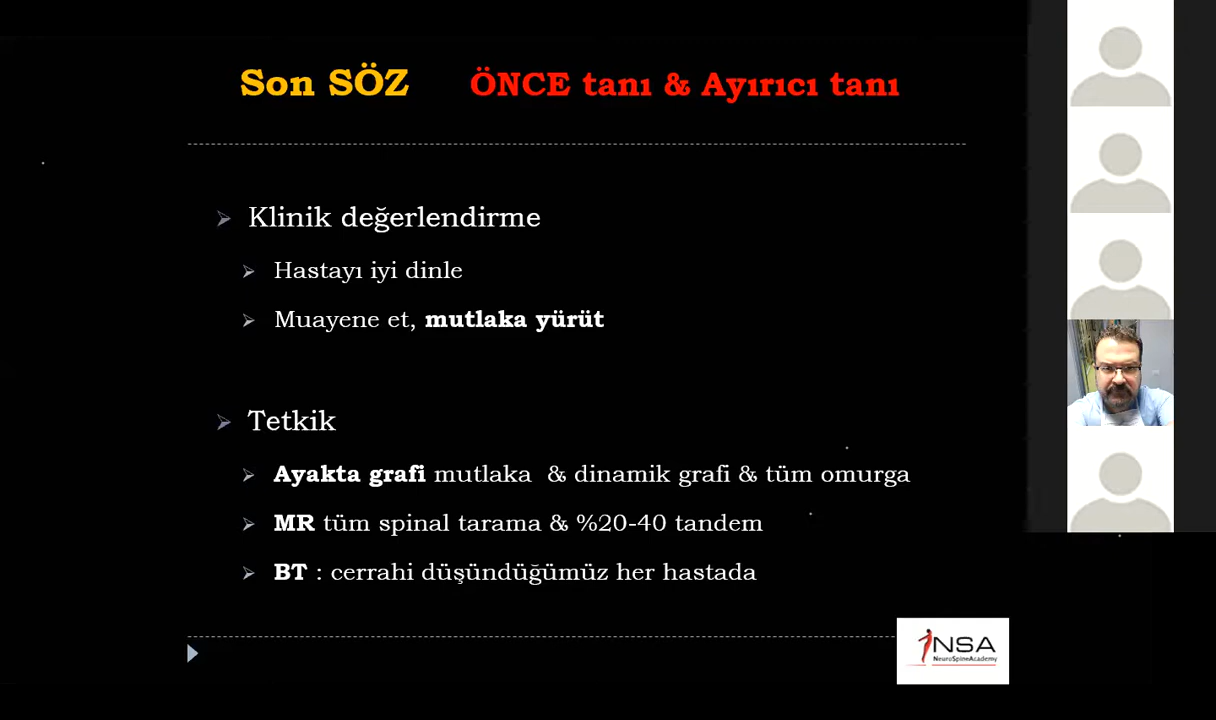 Son SÖZ ÖNCE tanı & Ayırıcı tanı
Klinik değerlendirme
Hastayı iyi dinle
Muayene et, mutlaka yürüt
Tetkik
Ayakta grafi mutlaka & dinamik grafi & tüm omurga
MR tüm spinal tarama & %20-40 tandem
BT : cerrahi düşündüğümüz her hastada
NSA
NeuroSpineAcademy